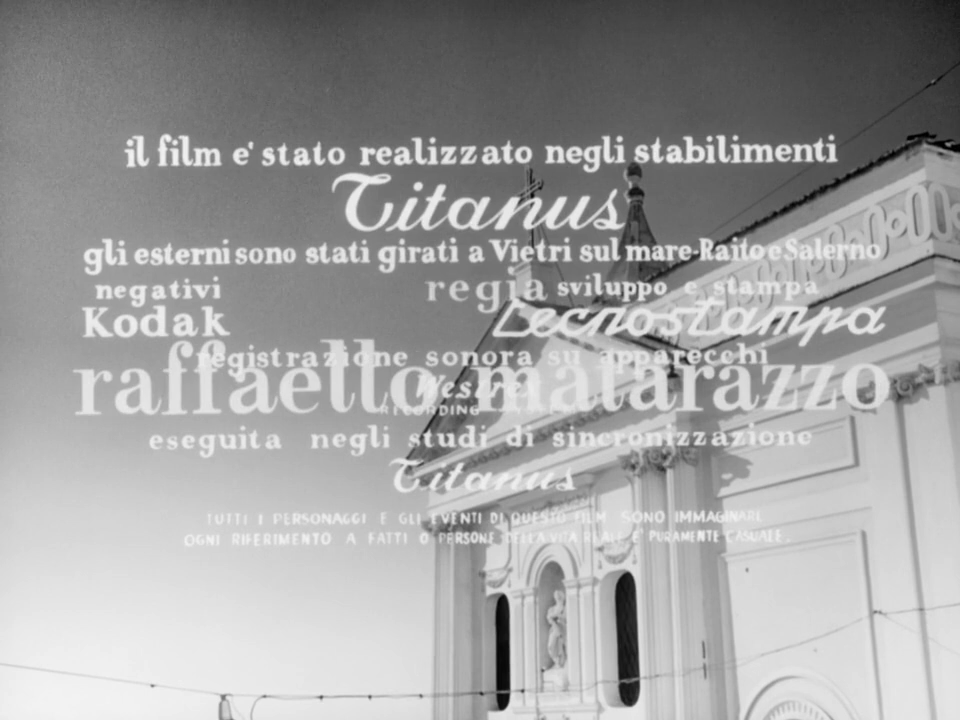 il film e' stato realizzato negli stabilimenti
Titanus
gli esterni sono stati girati a Vietri sul mare-Raito e Salerno
negativi
Kodak
regia
sviluppo e stampa
Tecnostampa
registrazione sonora su apparecchi
raffaello matarazzo
RECORDING
eseguita negli studi di sincronizzazione
Titanus
TUTTI I PERSONAGGI E GLI EVENTI DI QUESTO FILM SONO IMMAGINARI
OGNI RIFERIMENTO A FATTI O PERSONE DELLA VITA REALE E' PURAMENTE CASUALE.